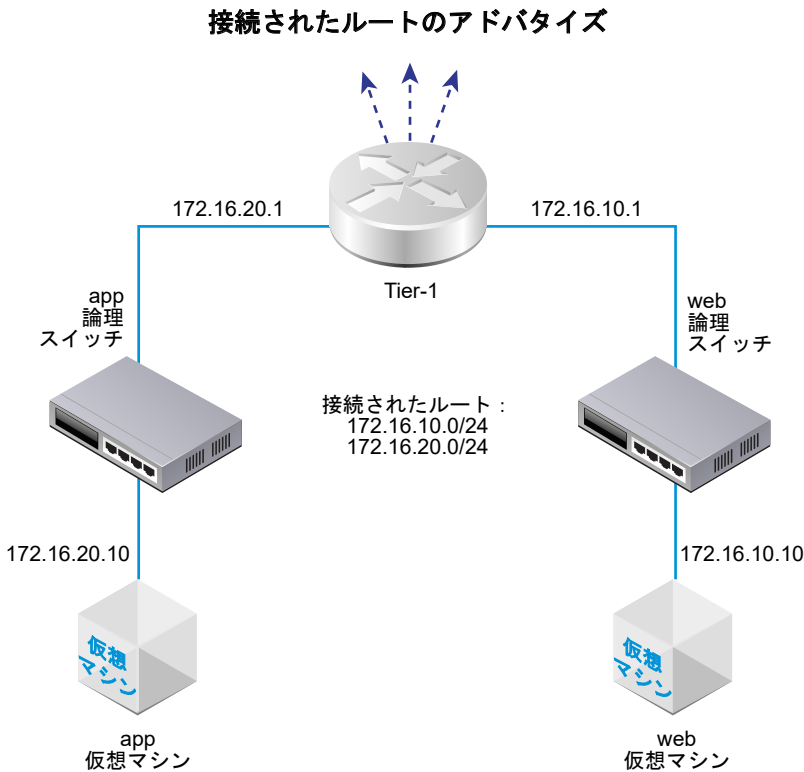 接続されたルートのアドバタイズ
172.16.20.1
172.16.10.1
Tier-1
app
論理
スイッチ
web
論理
スイッチ
接続されたルート：
172.16.10.0/24
172.16.20.0/24
172.16.20.10
172.16.10.10
仮想
マシン
仮想
マシン
app
仮想マシン
web
仮想マシン